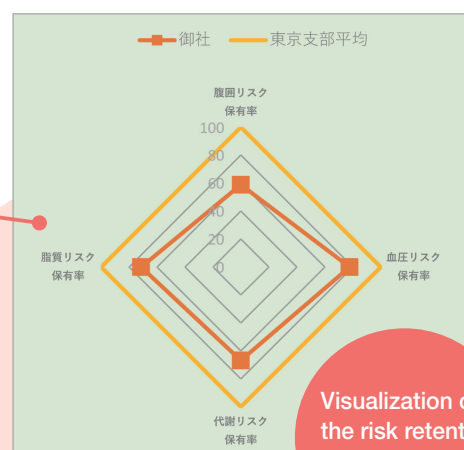 御社 東京支部平均
腹囲リスク
保有率
100
80
60
40
20
0
脂質リスク
保有率
血圧リスク
保有率
代謝リスク
保有率
Visualization
the risk